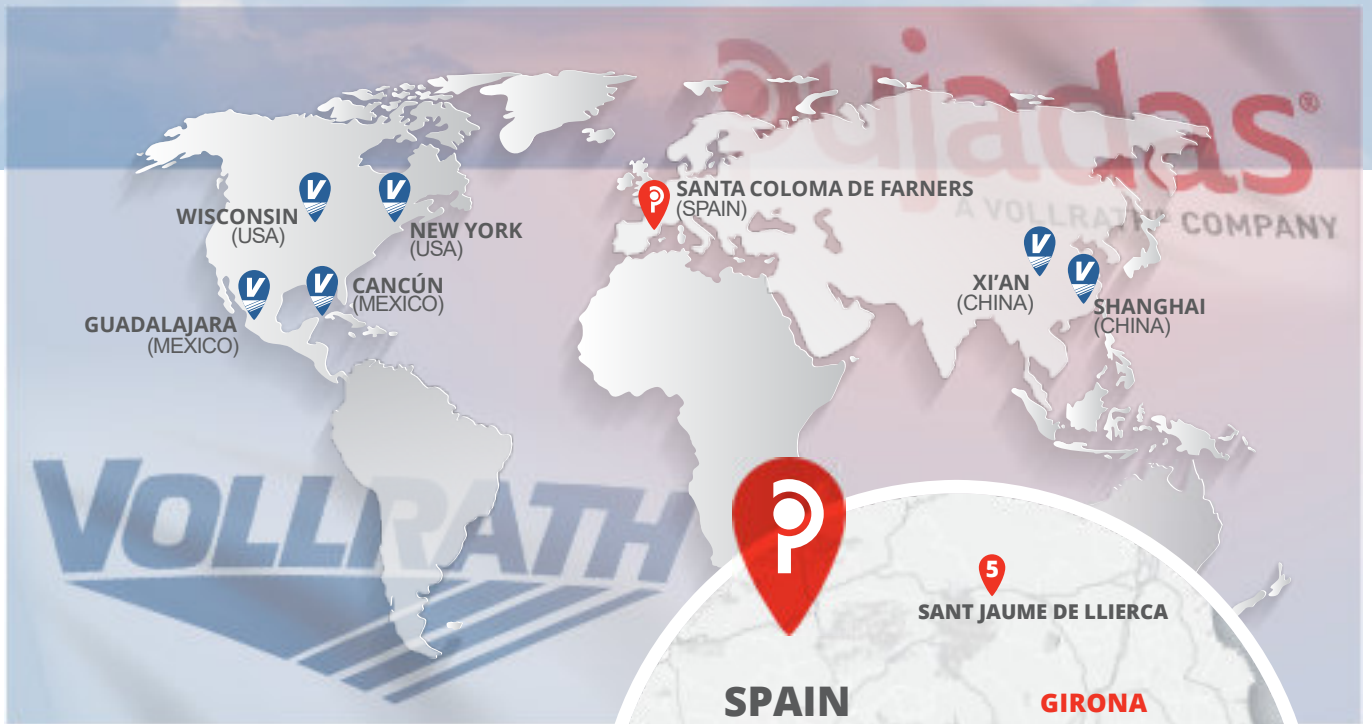 Pujadas®
A VOLLRATH® COMPANY
SANTA COLOMA DE FARNERS
(SPAIN)
WISCONSIN
(USA)
NEW YORK
(USA)
CANCÚN
(MEXICO)
GUADALAJARA
(MEXICO)
XI'AN
(CHINA)
SHANGHAI
(CHINA)
VOLLRATH
5
SANT JAUME DE LLIERCA
SPAIN
GIRONA